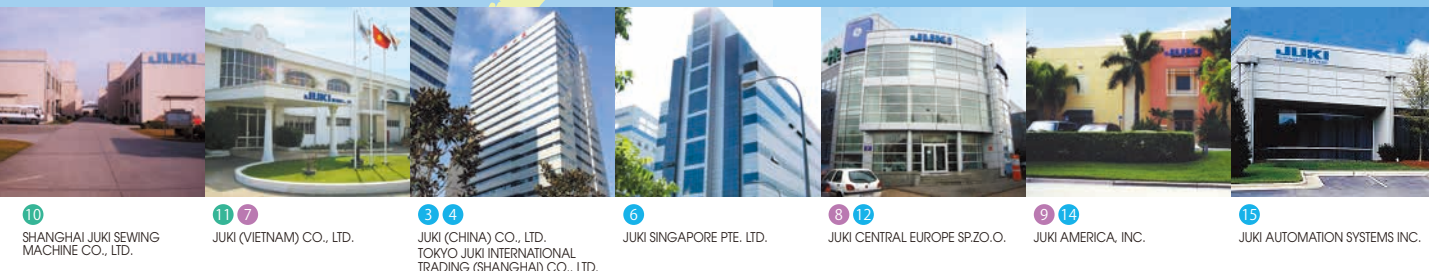 JUKI
JUKI
JUKI
JUKI
JUKI
10
SHANGHAI JUKI SEWING
MACHINE CO., LTD.
11 7
JUKI (VIETNAM) CO., LTD.
3 4
JUKI (CHINA) CO., LTD.
TOKYO JUKI INTERNATIONAL
TRADING (SHANGHAI) CO., LTD.
6
JUKI SINGAPORE PTE. LTD.
8 12
JUKI CENTRAL EUROPE SP.ZO.O.
9 14
JUKI AMERICA, INC.
15
JUKI AUTOMATION SYSTEMS INC.